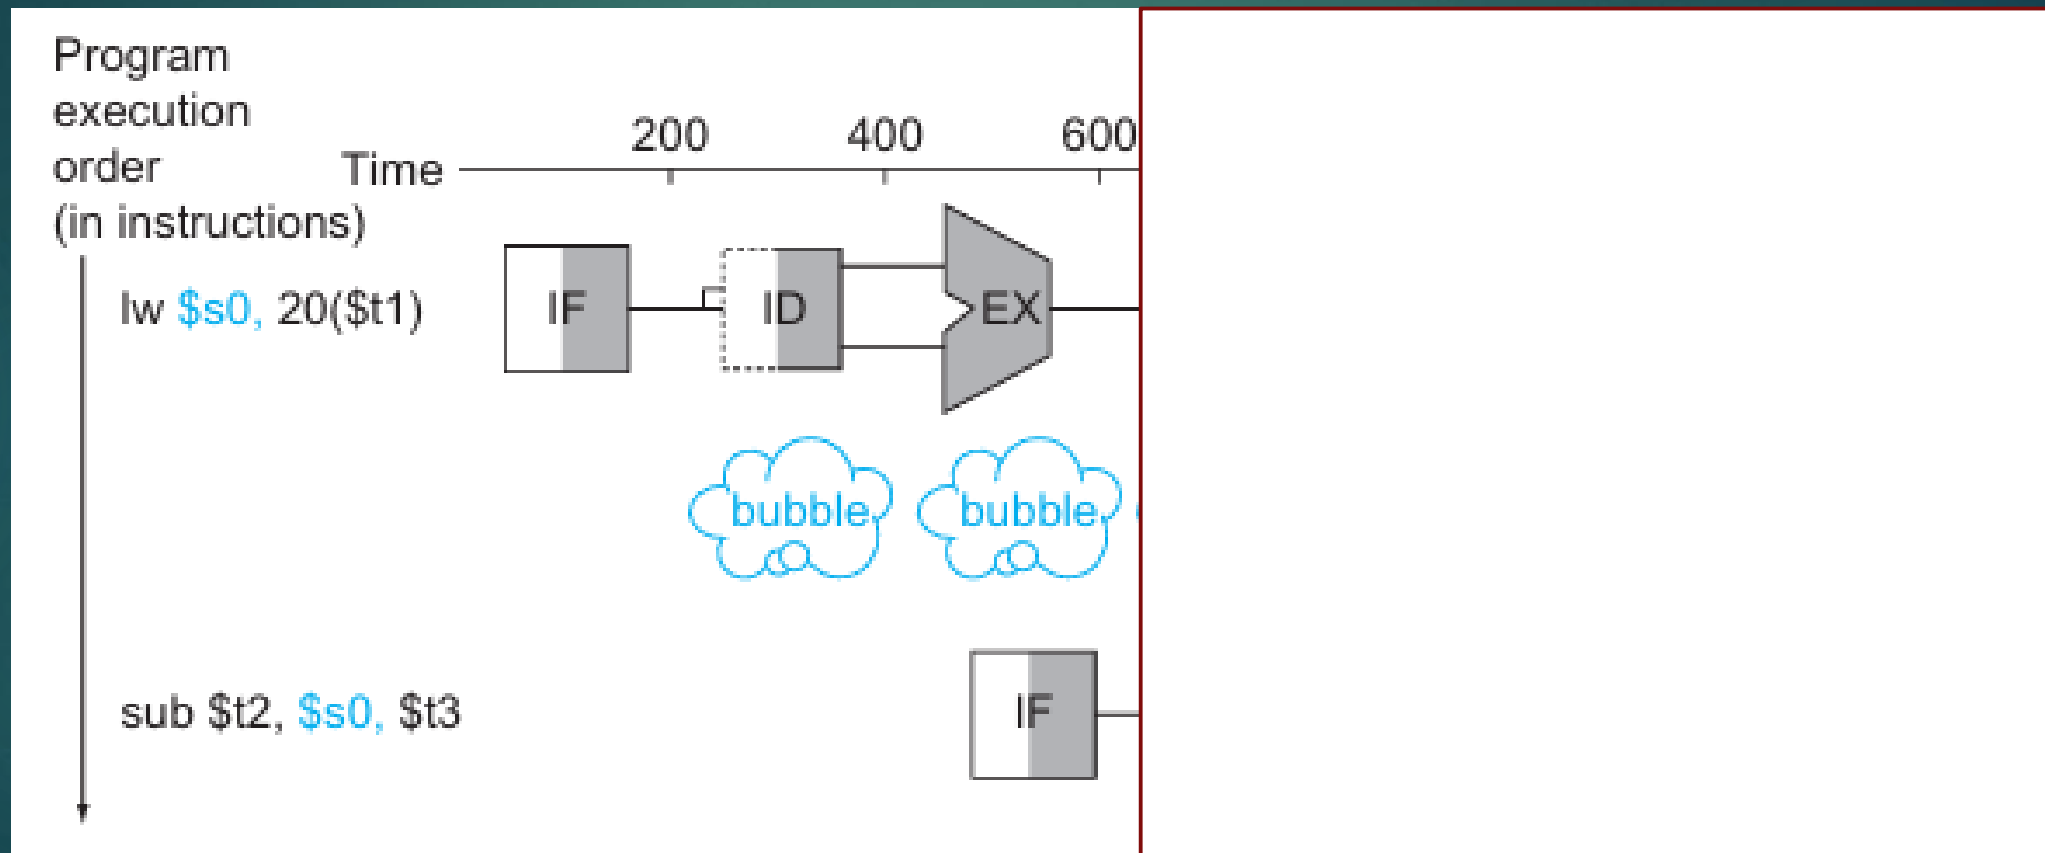 Program
execution
order
(in instructions)
Time
200 400 600
lw $s0, 20($t1)
IF ID EX
bubble bubble
sub $t2, $s0, $t3
IF